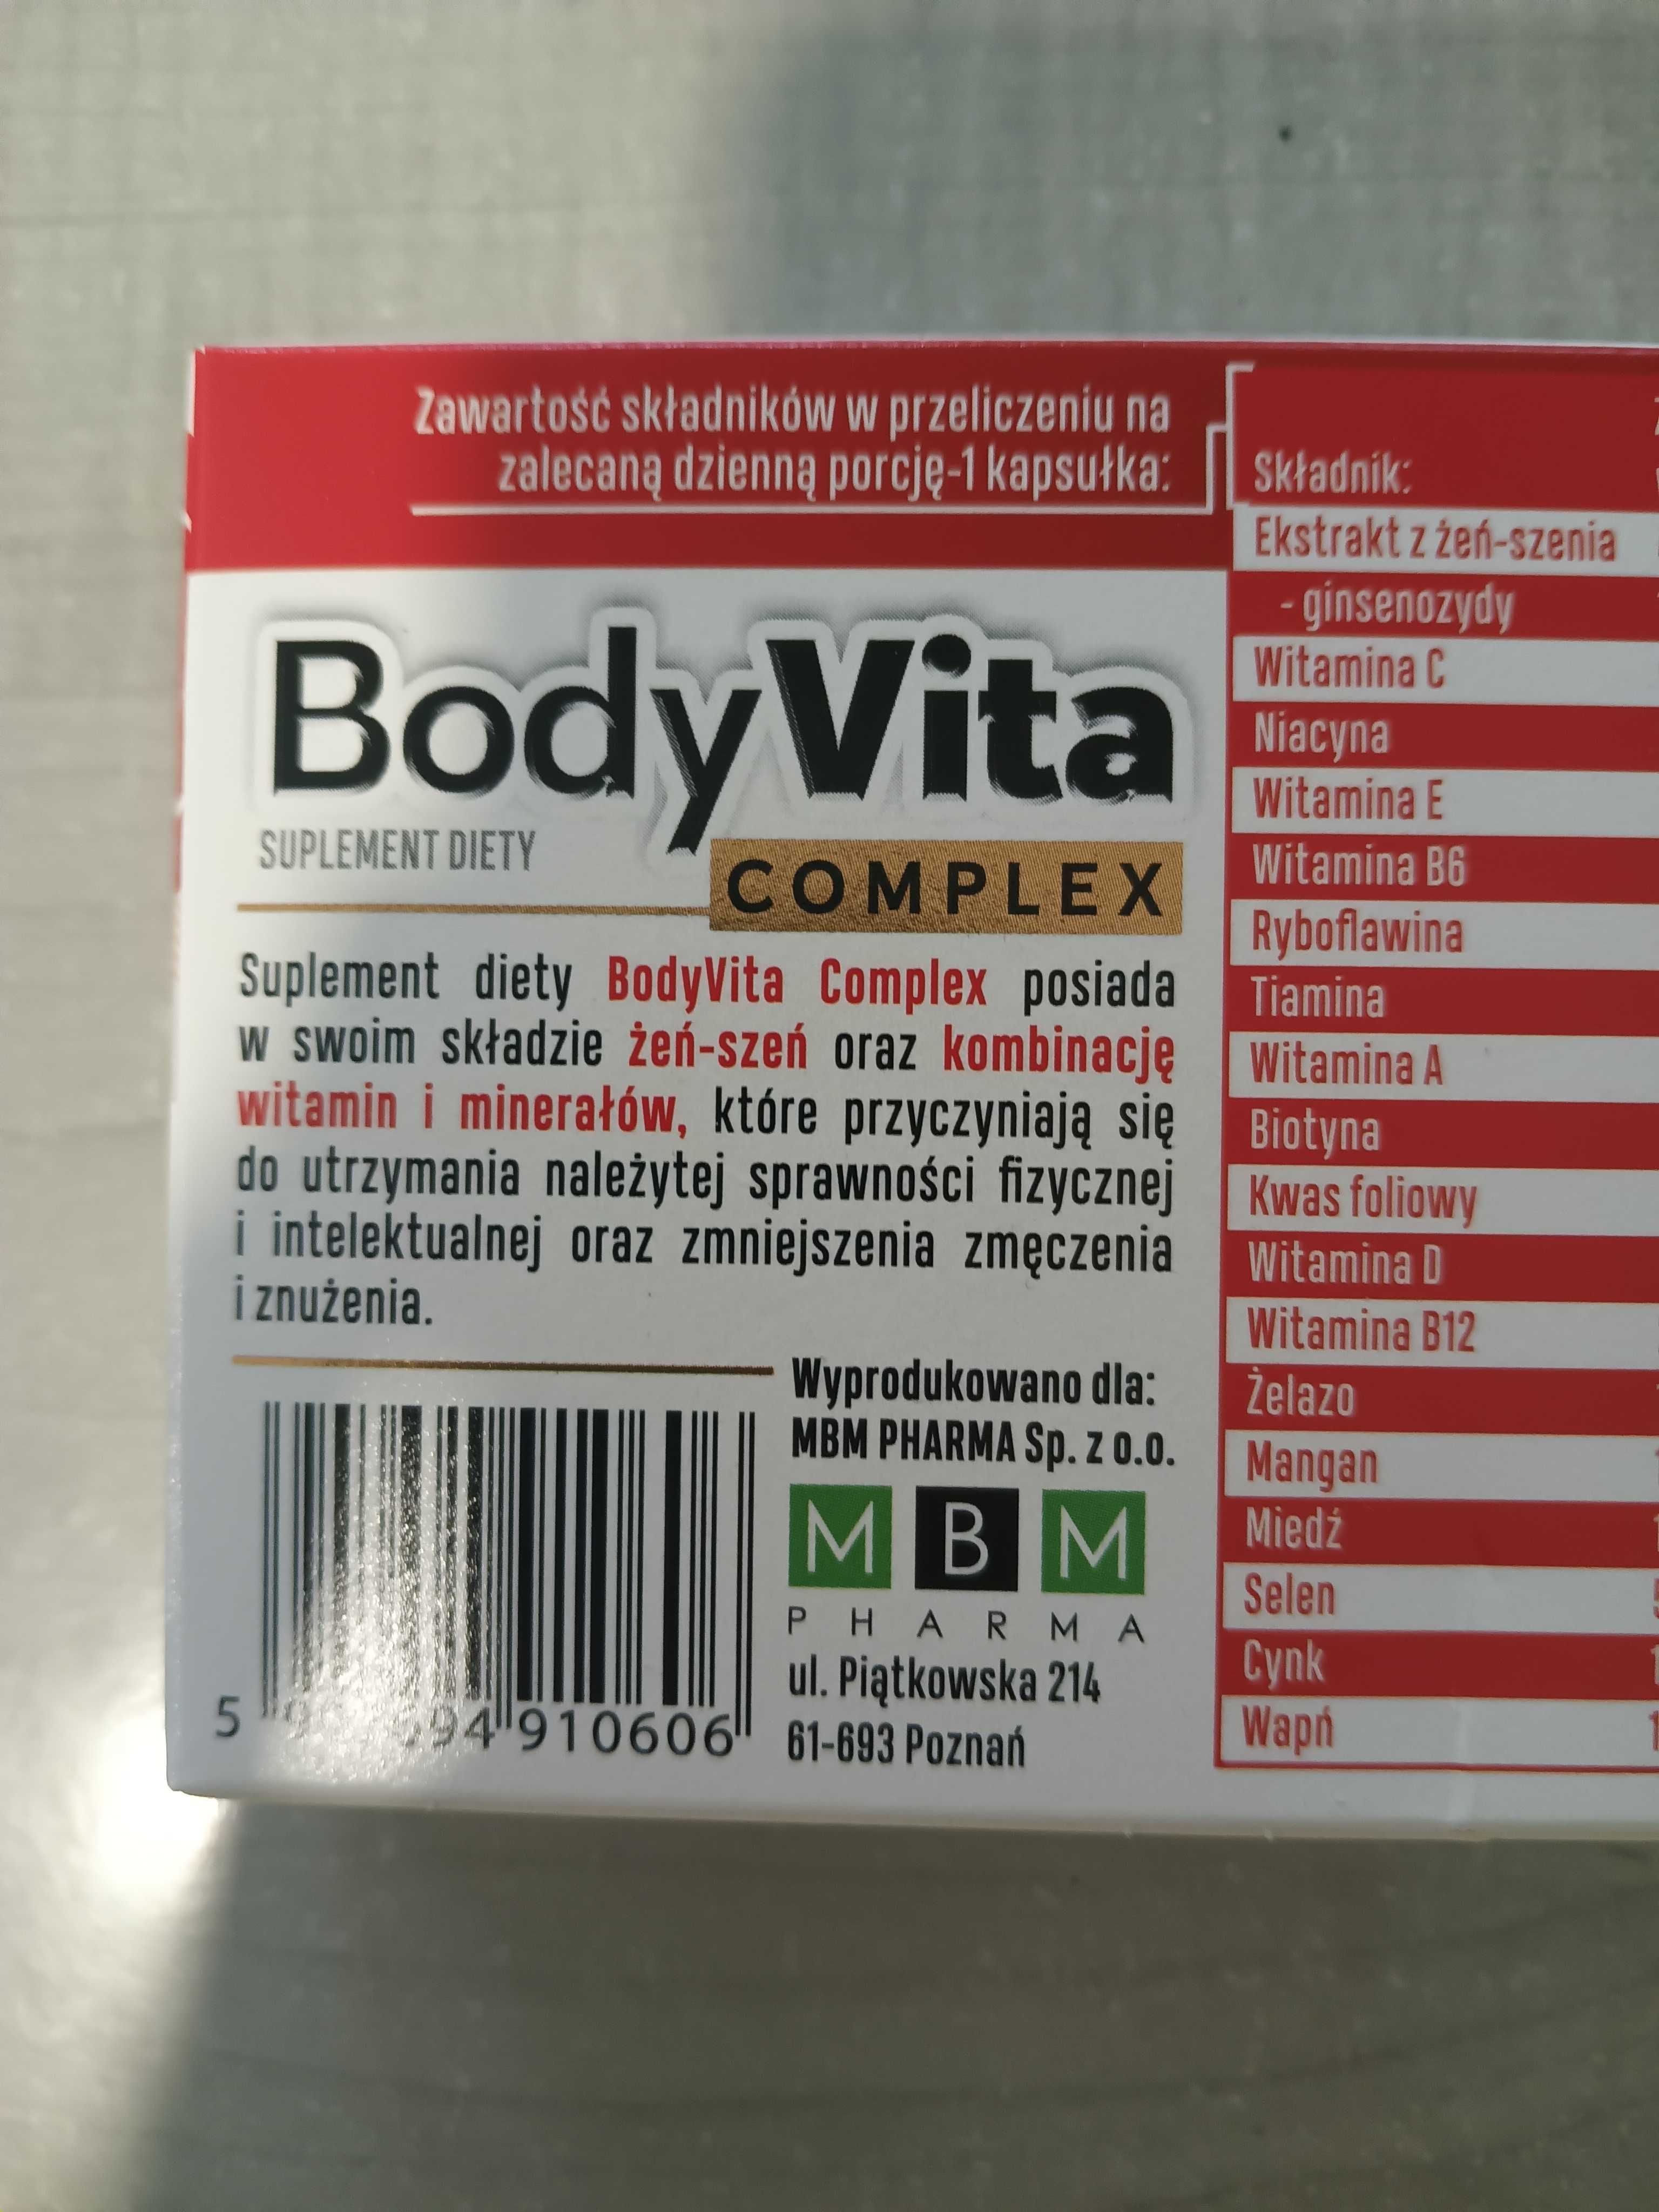 Zawartość składników w przeliczeniu na
zalecaną dzienną porcję-1 kapsułka:
BodyVita
SUPLEMENT DIETY
COMPLEX
Suplement diety BodyVita Complex posiada
w swoim składzie żeń-szeń oraz kombinację
witamin i minerałów, które przyczyniają się
do utrzymania należytej sprawności fizycznej
i intelektualnej oraz zmniejszenia zmęczenia
i znużenia.
Wyprodukowano dla:
MBM PHARMA Sp. z o.o.
MBM
PHARMA
ul. Piątkowska 214
61-693 Poznań
5
910606
Składnik:
Ekstrakt z żeń-szenia
- ginsenozydy
Witamina C
Niacyna
Witamina E
Witamina B6
Ryboflawina
Tiamina
Witamina A
Biotyna
Kwas foliowy
Witamina D
Witamina B12
Żelazo
Mangan
Miedź
Selen
Cynk
Wapń